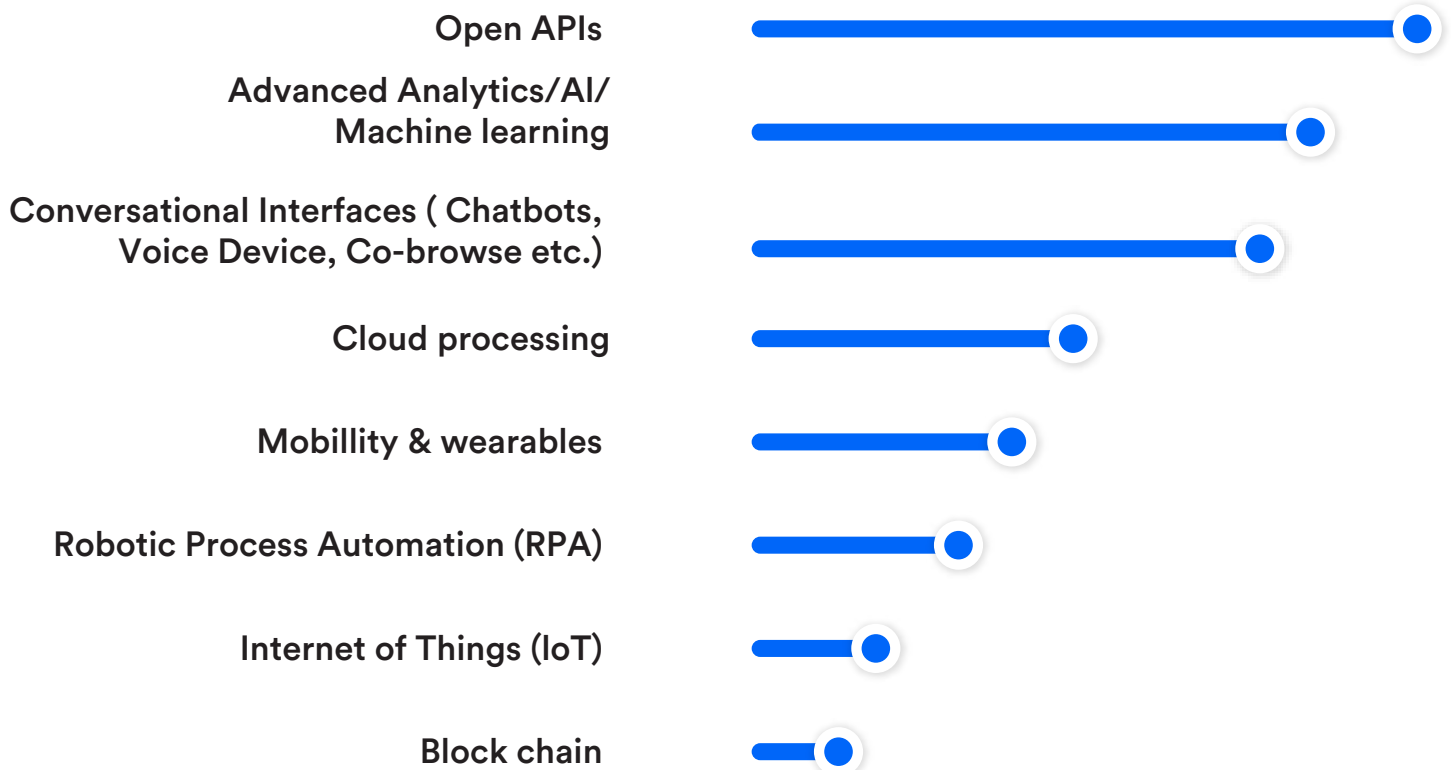 Open APIs
Advanced Analytics/AI/
Machine learning
Conversational Interfaces ( Chatbots,
Voice Device, Co-browse etc.)
Cloud processing
Mobillity & wearables
Robotic Process Automation (RPA)
Internet of Things (IoT)
Block chain